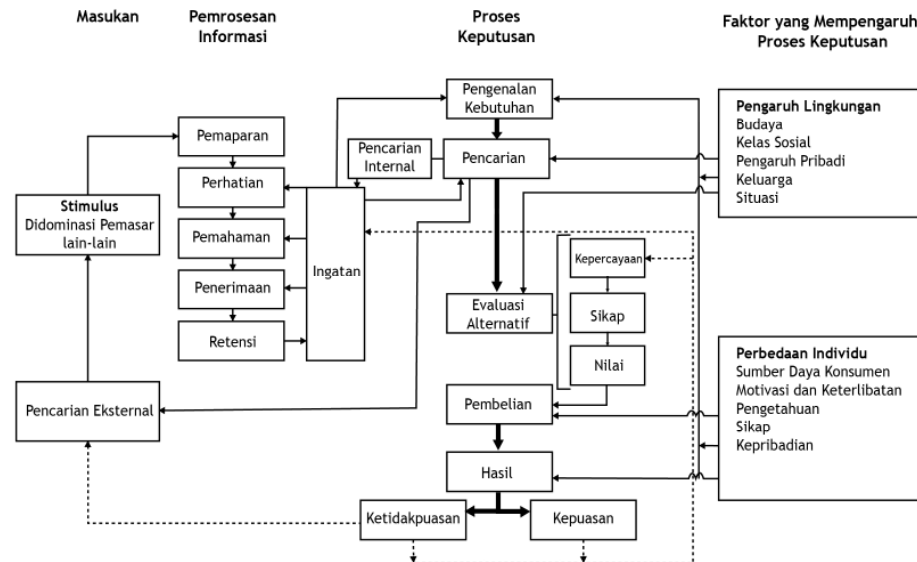 Masukan
Pemrosesan
Informasi
Proses
Keputusan
Faktor yang Mempengaruh
Proses Keputusan
Pemaparan
Perhatian
Pemahaman
Penerimaan
Retensi
Stimulus
Didominasi Pemasar
lain-lain
Pencarian Eksternal
Ingatan
Pencarian
Internal
Pengenalan
Kebutuhan
Pencarian
Evaluasi
Alternatif
Kepercayaan
Sikap
Nilai
Pembelian
Hasil
Ketidakpuasan
Kepuasan
Pengaruh Lingkungan
Budaya
Kelas Sosial
Pengaruh Pribadi
Keluarga
Situasi
Perbedaan Individu
Sumber Daya Konsumen
Motivasi dan Keterlibatan
Pengetahuan
Sikap
Kepribadian